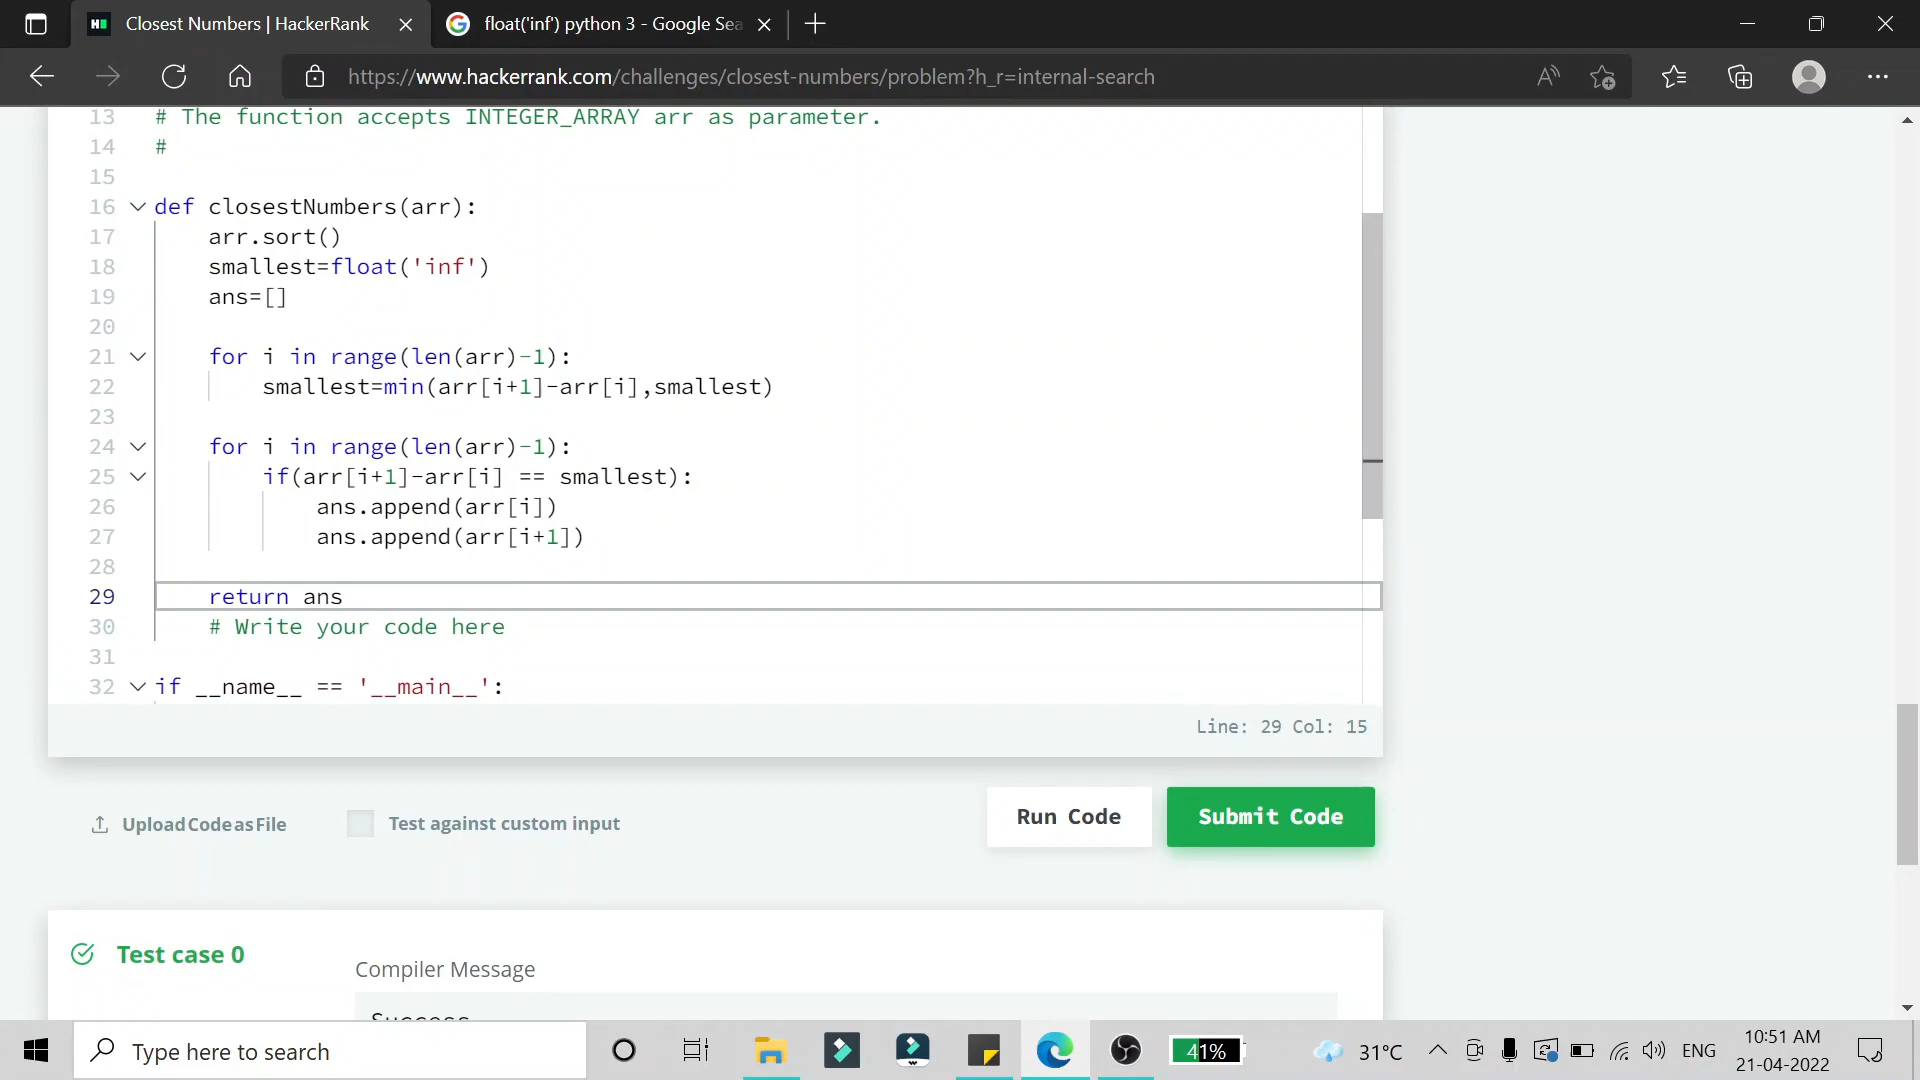 Closest Numbers | HackerRank
float('inf') python 3 - Google Sea
https://www.hackerrank.com/challenges/closest-numbers/problem?h_r=internal-search
13 # The function accepts INTEGER_ARRAY arr as parameter.
14 #
15
16 def closestNumbers(arr):
17 arr.sort()
18 smallest=float('inf')
19 ans=[]
20
21 for i in range(len(arr)-1):
22 smallest=min(arr[i+1]-arr[i],smallest)
23
24 for i in range(len(arr)-1):
25 if(arr[i+1]-arr[i] == smallest):
26 ans.append(arr[i])
27 ans.append(arr[i+1])
28
29 return ans
30 # Write your code here
31
32 if __name__ == '__main__':
Line: 29 Col: 15
Upload Code as File
Test against custom input
Run Code
Submit Code
Test case 0
Compiler Message
Success
Type here to search
41%
31°C
ENG
10:51 AM
21-04-2022